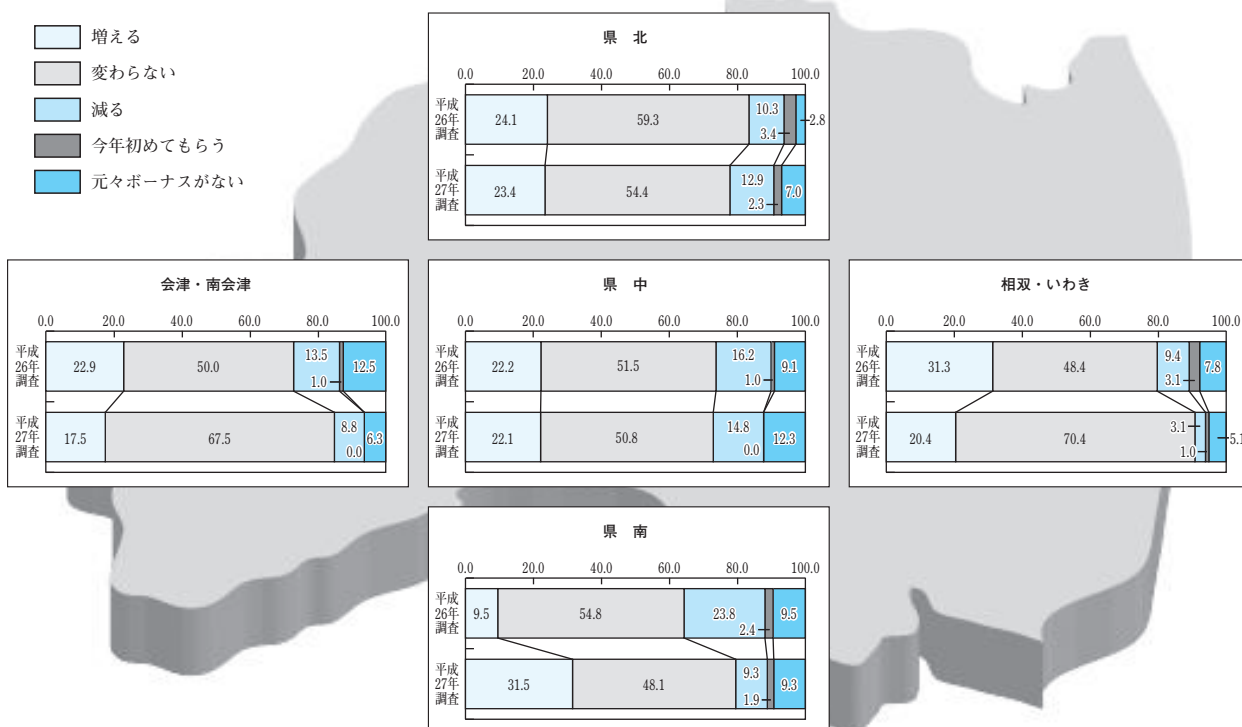 増える
変わらない
減る
今年初めてもらう
元々ボーナスがない
県 北
0.0 20.0 40.0 60.0 80.0 100.0
平成
26年
調査
24.1 59.3 10.3 3.4 2.8
平成
27年
調査
23.4 54.4 12.9 2.3 7.0
会津・南会津
0.0 20.0 40.0 60.0 80.0 100.0
平成
26年
調査
22.9 50.0 13.5 1.0 12.5
平成
27年
調査
17.5 67.5 8.8 0.0 6.3
県 中
0.0 20.0 40.0 60.0 80.0 100.0
平成
26年
調査
22.2 51.5 16.2 1.0 9.1
平成
27年
調査
22.1 50.8 14.8 0.0 12.3
相双・いわき
0.0 20.0 40.0 60.0 80.0 100.0
平成
26年
調査
31.3 48.4 9.4 3.1 7.8
平成
27年
調査
20.4 70.4 3.1 1.0 5.1
県 南
0.0 20.0 40.0 60.0 80.0 100.0
平成
26年
調査
9.5 54.8 23.8 2.4 9.5
平成
27年
調査
31.5 48.1 9.3 1.9 9.3